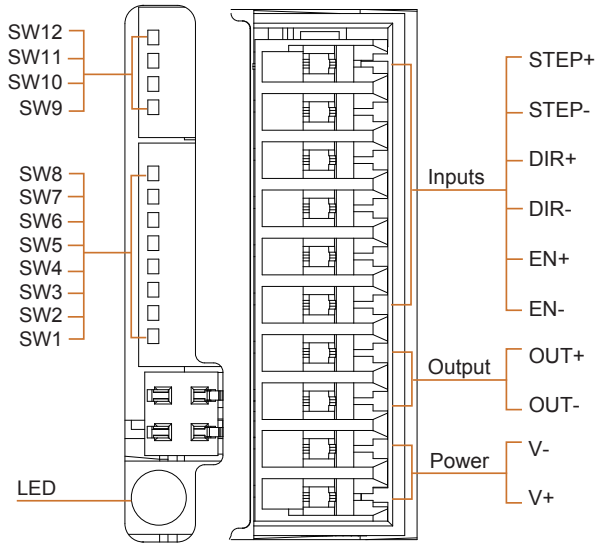 SW12
SW11
SW10
SW9
SW8
SW7
SW6
SW5
SW4
SW3
SW2
SW1
LED
Inputs
Output
Power
STEP+
STEP-
DIR+
DIR-
EN+
EN-
OUT+
OUT-
V-
V+